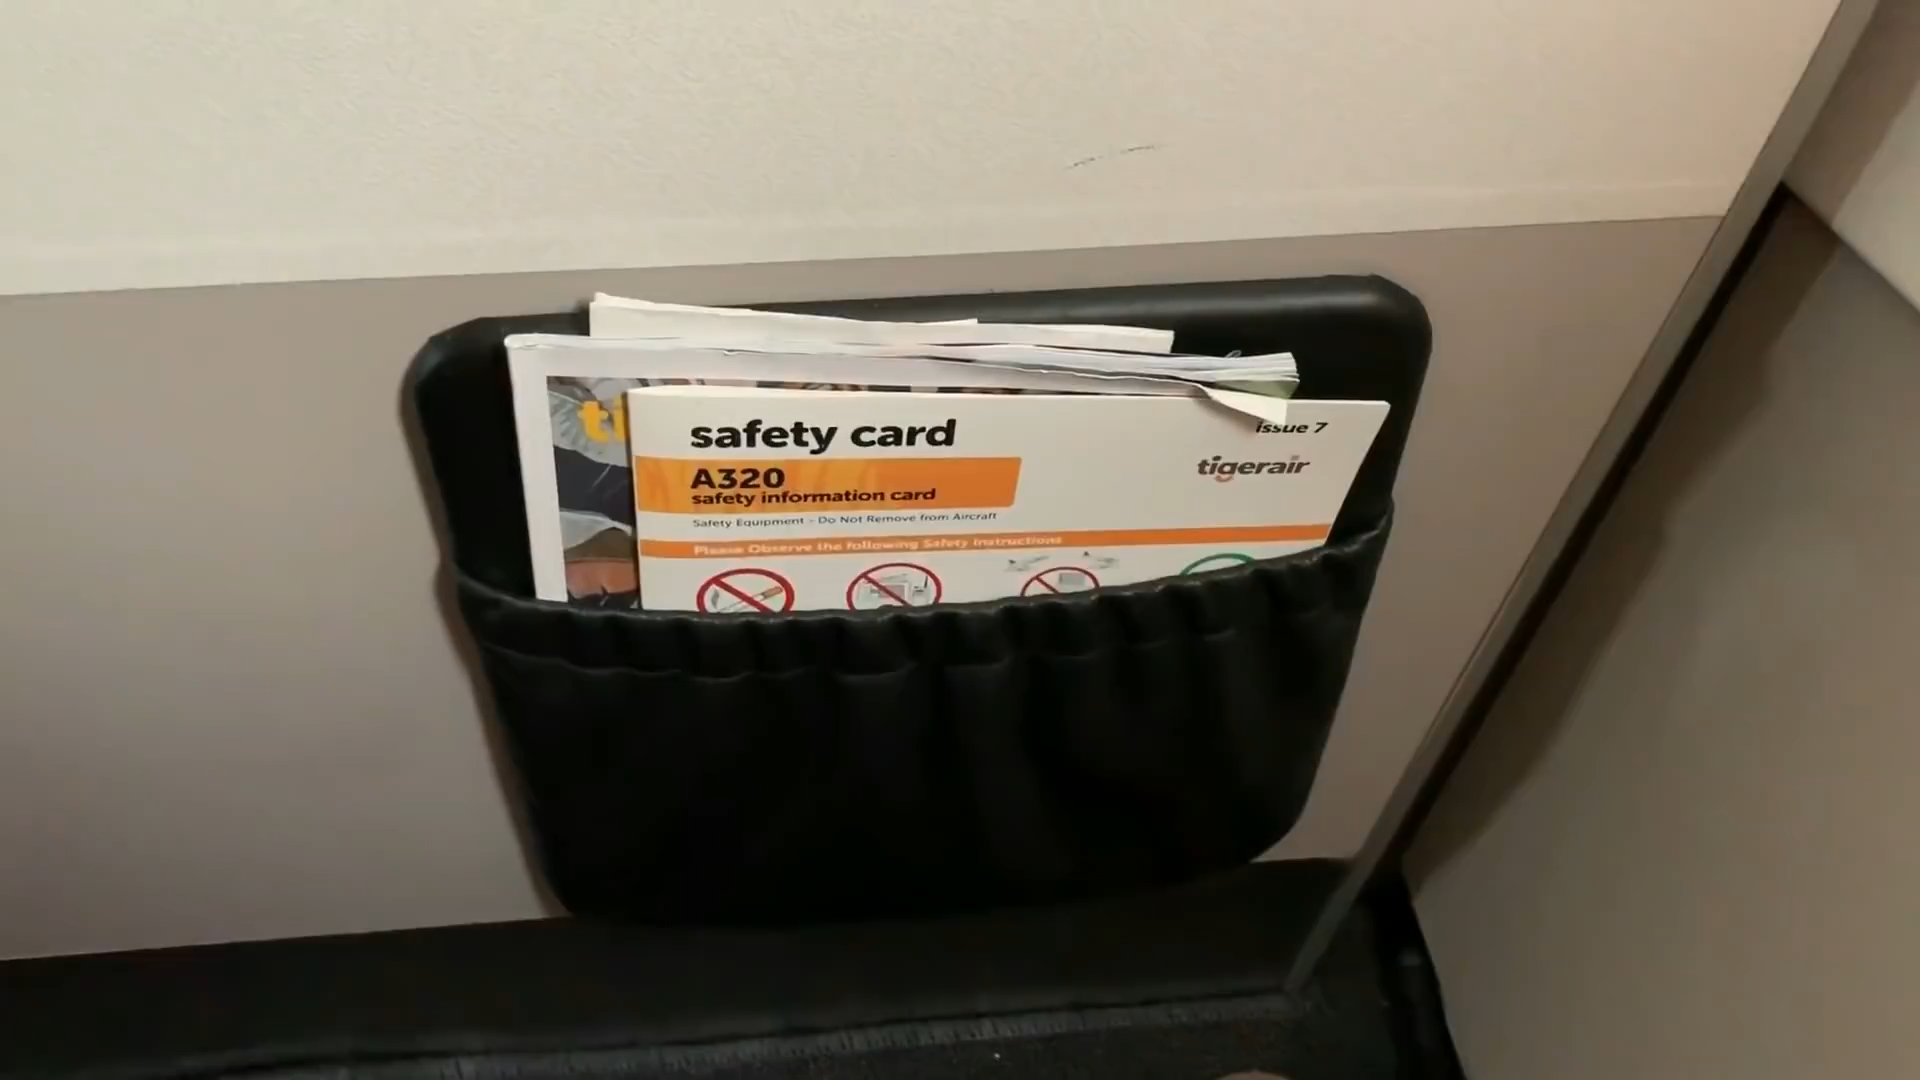 ti
safety card
issue 7
tigerair
A320
safety information card
Safety Equipment - Do Not Remove from Aircraft
Please Observe the following Safety Instructions